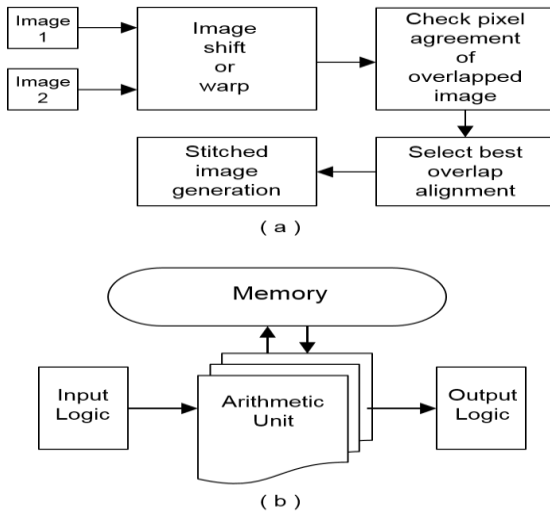 Image
1
Image
2
Image
shift
or
warp
Check pixel
agreement
of
overlapped
image
Stitched
image
generation
Select best
overlap
alignment
( a )
Memory
Input
Logic
Arithmetic
Unit
Output
Logic
( b )